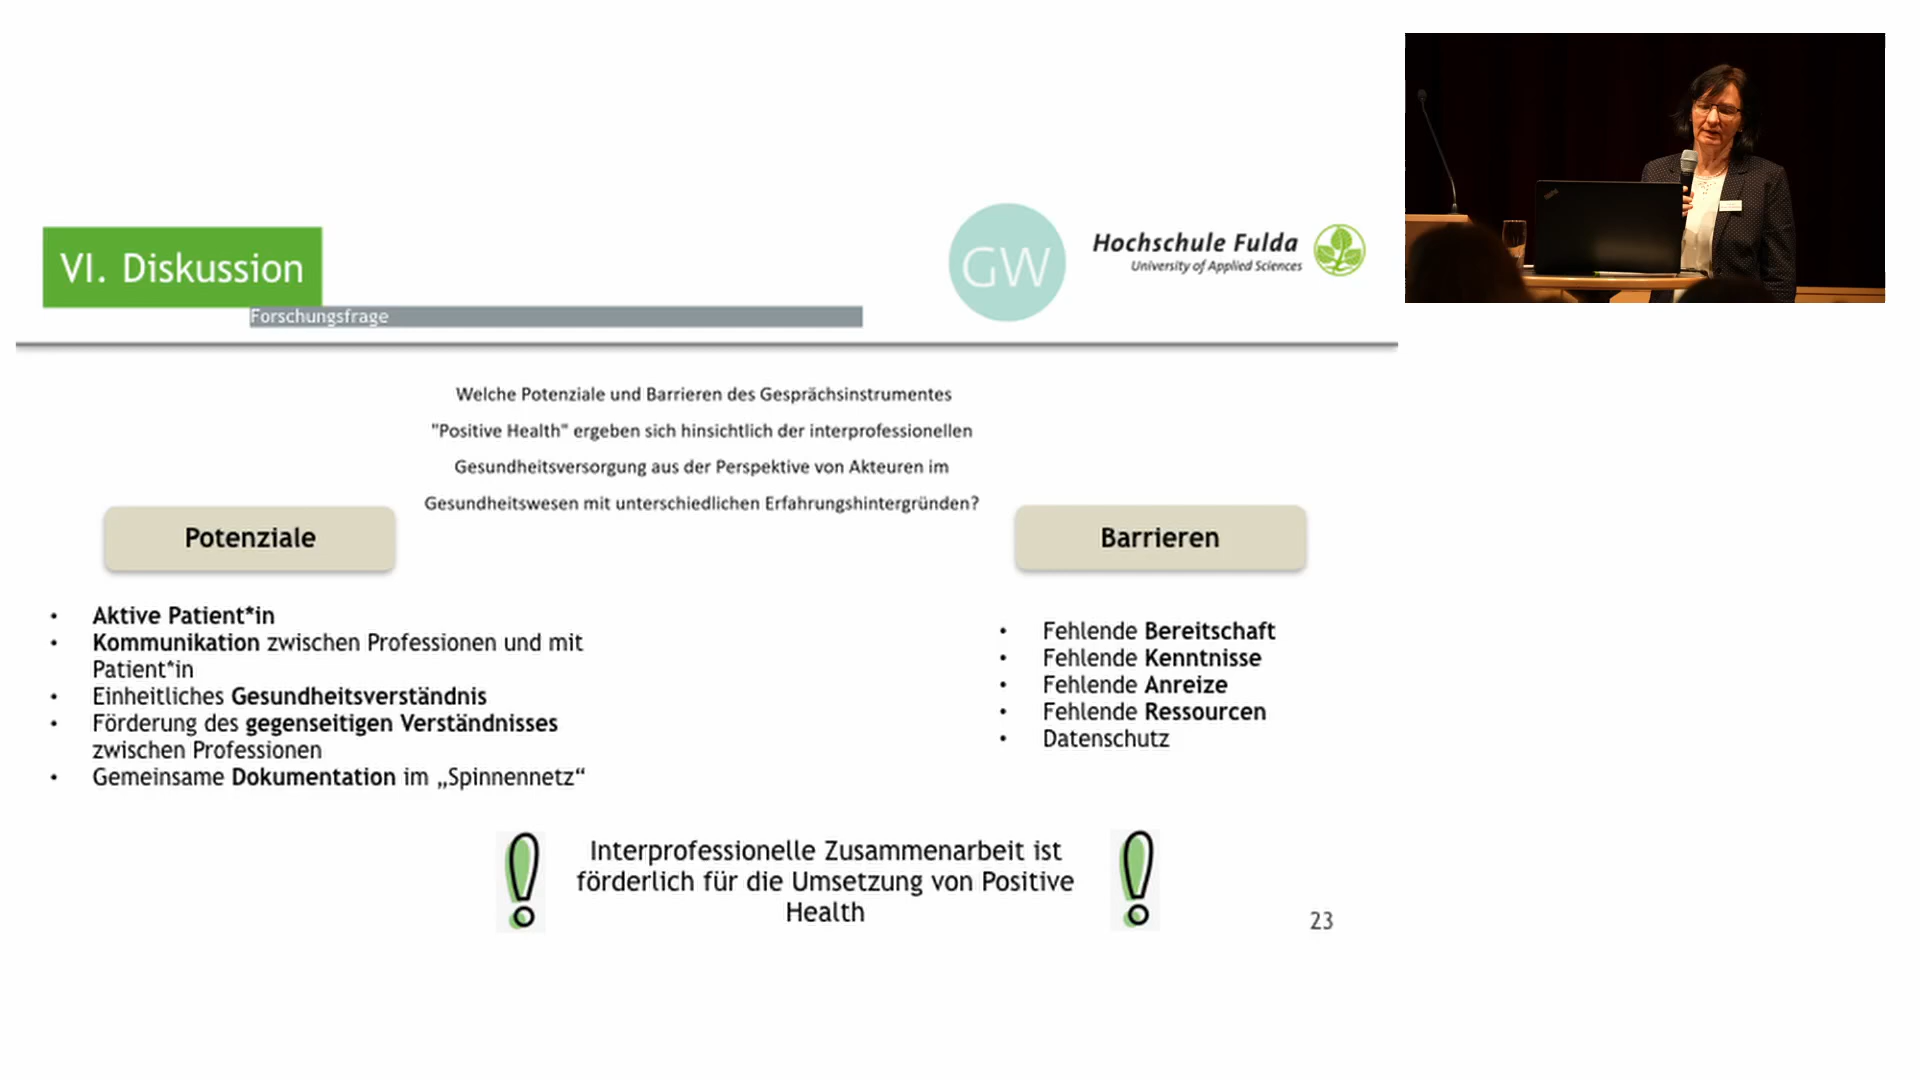 VI. Diskussion
Forschungsfrage
GW
Hochschule Fulda
University of Applied Sciences
Welche Potenziale und Barrieren des Gesprächsinstrumentes
"Positive Health" ergeben sich hinsichtlich der interprofessionellen
Gesundheitsversorgung aus der Perspektive von Akteuren im
Gesundheitswesen mit unterschiedlichen Erfahrungshintergründen?
Potenziale
• Aktive Patient*in
• Kommunikation zwischen Professionen und mit
Patient*in
• Einheitliches Gesundheitsverständnis
• Förderung des gegenseitigen Verständnisses
zwischen Professionen
• Gemeinsame Dokumentation im „Spinnennetz“
Barrieren
• Fehlende Bereitschaft
• Fehlende Kenntnisse
• Fehlende Anreize
• Fehlende Ressourcen
• Datenschutz
Interprofessionelle Zusammenarbeit ist
förderlich für die Umsetzung von Positive
Health
23